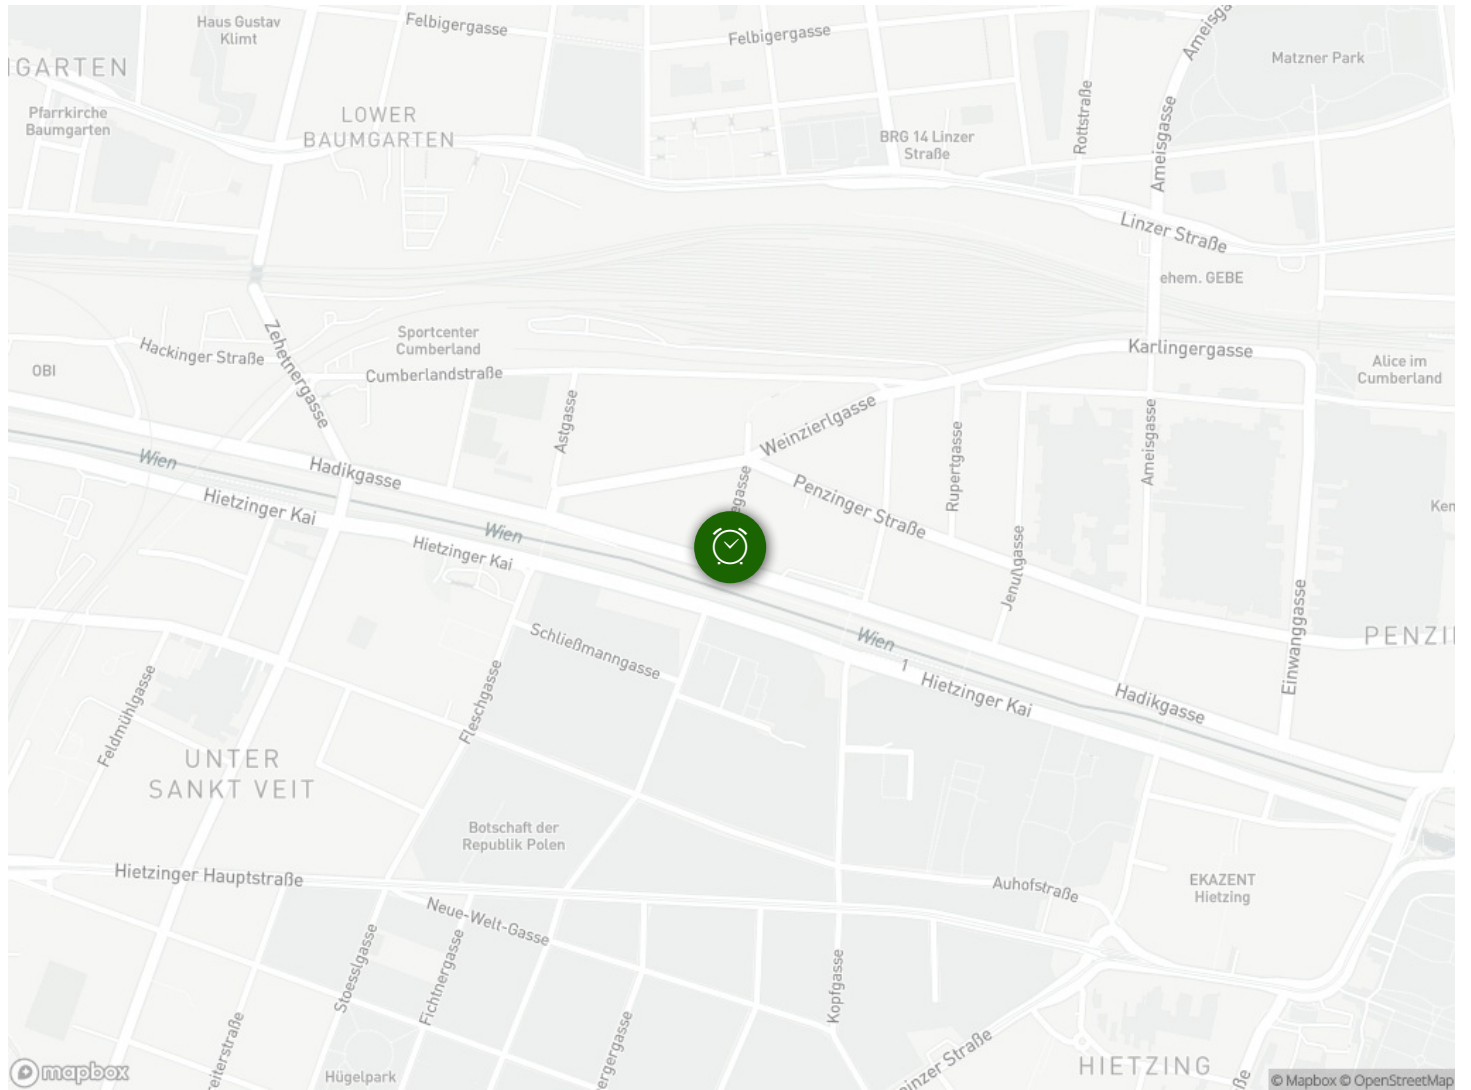 Haus Gustav
Klimt
Felbigergasse
Felbigergasse
Matzner Park
Pfarrkirche
Baumgarten
LOWER
BAUMGARTEN
BRG 14 Linzer
Straße
Rottstraße
Ameisgasse
Linzer Straße
ehem. GEBE
Zehetnergasse
Hackinger Straße
Sportcenter
Cumberland
Cumberlandstraße
OBI
Karlingergasse
Alice im
Cumberland
Astgasse
Weinzierlgasse
Rupertgasse
Ameisgasse
Wien
Hadikgasse
Hietzinger Kai
Penzinger Straße
Wien
Hietzinger Kai
Jenullgasse
Einwanggasse
Schließmanngasse
Wien
1
Hietzinger Kai
Hadikgasse
Feldmühlgasse
Fleschgasse
UNTER
SANKT VEIT
Botschaft der
Republik Polen
Hietzinger Hauptstraße
Auhofstraße
EKAZENT
Hietzing
Neue-Welt-Gasse
Stoesslgasse
Fichtnergasse
Kopfgasse
HIETZING
Hügelpark
mapbox
© Mapbox © OpenStreetMap